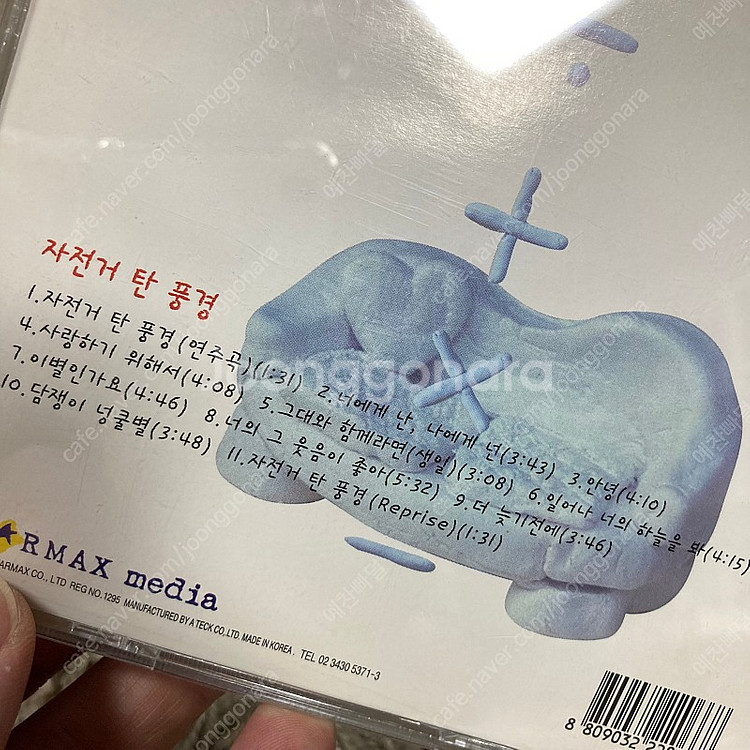 자전거 탄 풍경
1.자전거 탄 풍경(연주곡)(1:31) 2.너에게 난, 나에게 넌(3:43) 3.안녕(4:10)
4.사랑하기 위해서(4:08) 5.그대와 함께라면(생일)(3:08) 6.일어나 너의 하늘을 봐(4:15)
7.이별인가요(4:46) 8.너의 그 웃음이 좋아(5:32) 9.더 늦기전에(3:46)
10.담쟁이 넝쿨별(3:48) 11.자전거 탄 풍경(Reprise)(1:31)
RMAX media
ARMAX CO., LTD REG NO.1295 MANUFACTURED BY A TECK CO, LTD. MADE IN KOREA. TEL 02 3430 5371~3
8 809032
joonggonara
cafe.naver.com/joonggonara